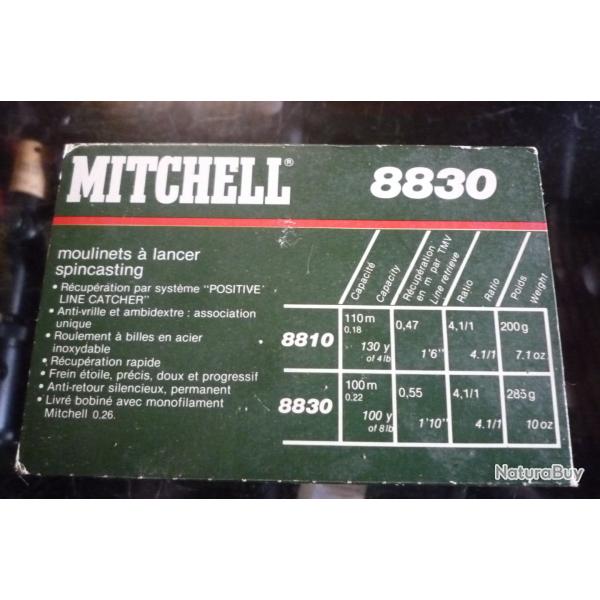 MITCHELL® 8830
moulinets à lancer
spincasting
• Récupération par système "POSITIVE
LINE CATCHER"
• Anti-vrille et ambidextre : association
unique
• Roulement à billes en acier
inoxydable
• Récupération rapide
• Frein étoile, précis, doux et progressif
• Anti-retour silencieux, permanent
• Livré bobiné avec monofilament
Mitchell 0.26.
Capacité
Capacity
Récupération
en m par TMV
Line retrieve
Ratio
Ratio
Poids
Weight
8810
110 m
0.18
130 y
of 4 lb
0,47
1'6"
4,1/1
4.1/1
200 g
7.1 oz
8830
100 m
0.22
100 y
of 8 lb
0,55
1'10"
4,1/1
4.1/1
285 g
10 oz
NaturaBuy